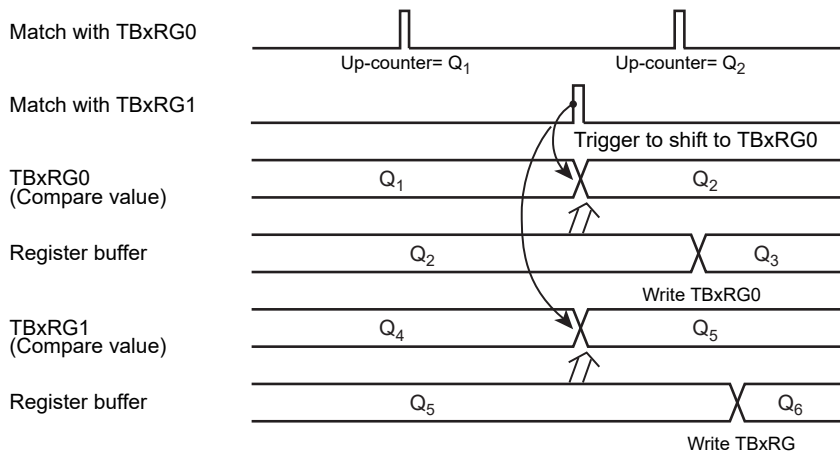 Match with TBxRG0
Up-counter= Q1
Up-counter= Q2
Match with TBxRG1
Trigger to shift to TBxRG0
TBxRG0
(Compare value)
Q1
Q2
Register buffer
Q2
Q3
Write TBxRG0
TBxRG1
(Compare value)
Q4
Q5
Register buffer
Q5
Q6
Write TBxRG